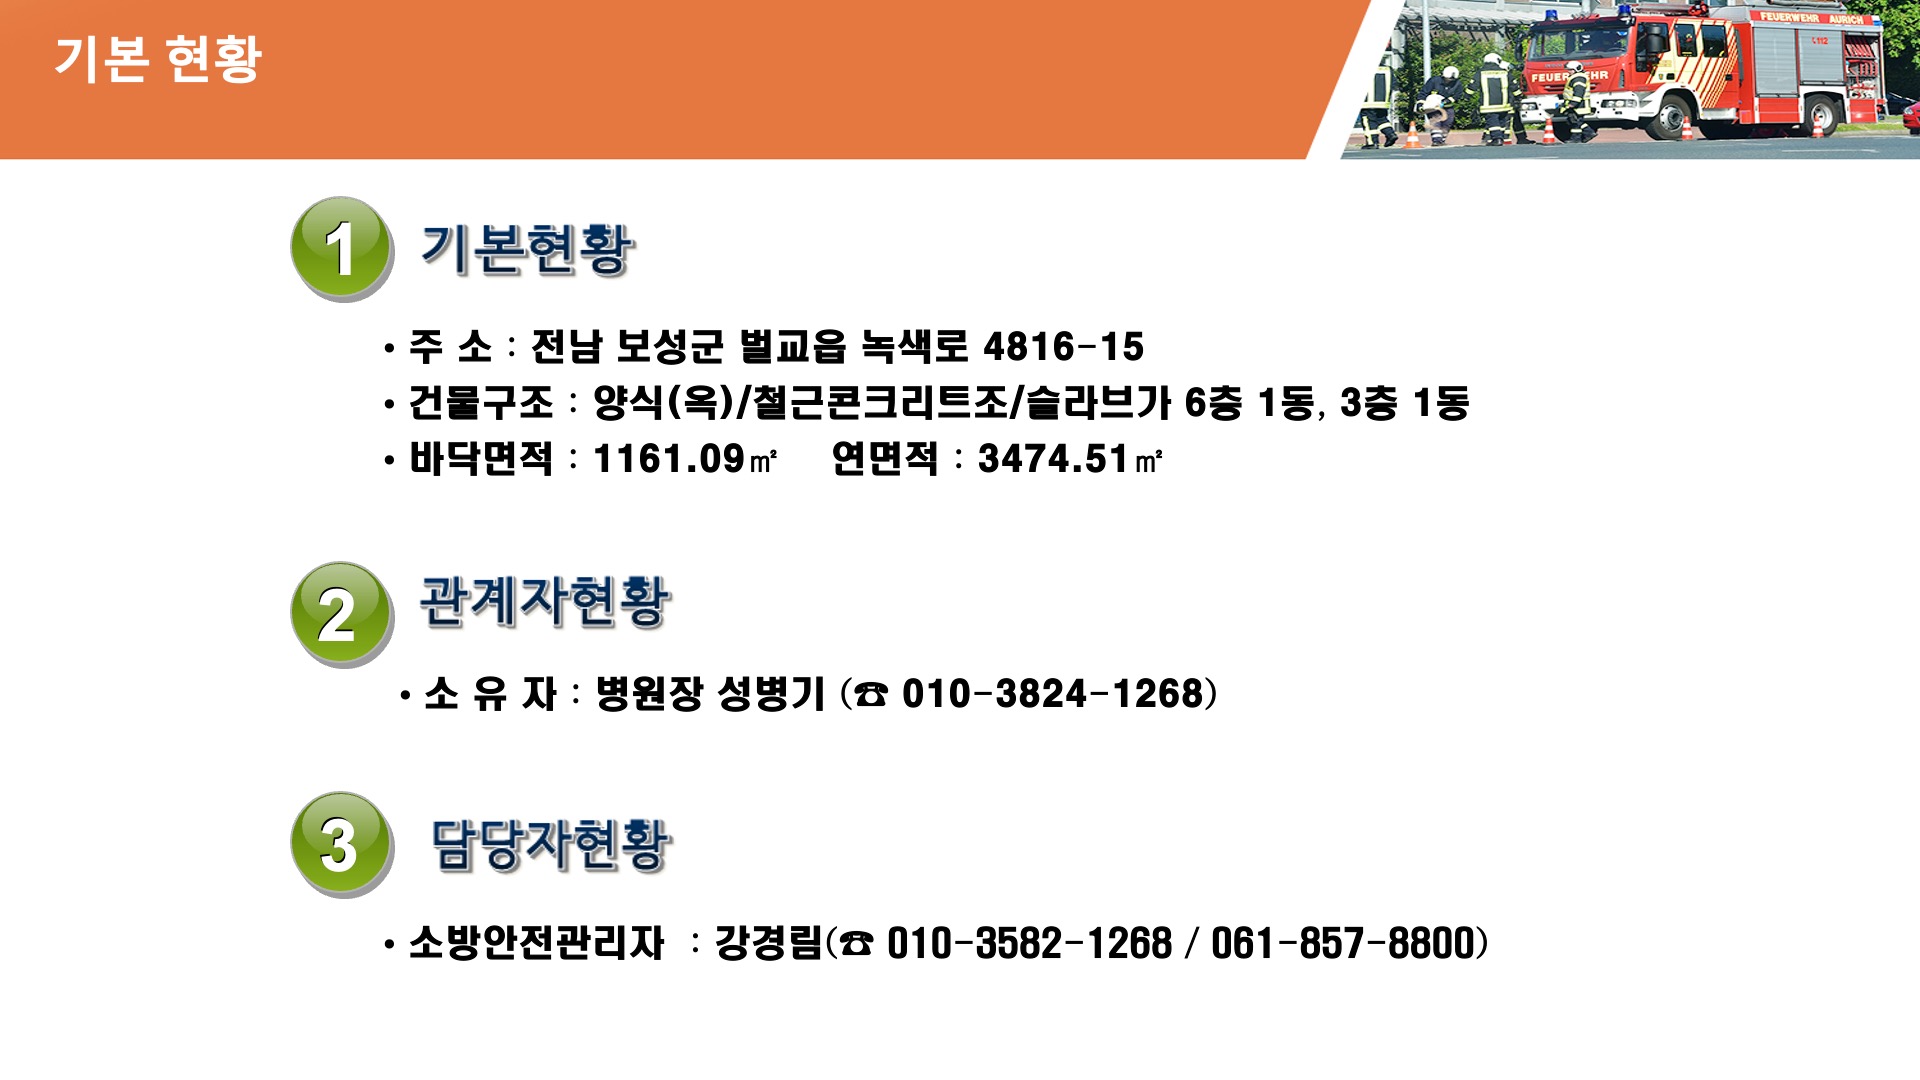 기본 현황
FEUERWEHR AURICH
112
FEUERWEHR
1 기본현황
• 주 소 : 전남 보성군 벌교읍 녹색로 4816-15
• 건물구조 : 양식(옥)/철근콘크리트조/슬라브가 6층 1동, 3층 1동
• 바닥면적 : 1161.09㎡ 연면적 : 3474.51㎡
2 관계자현황
• 소 유 자 : 병원장 성병기 (☎ 010-3824-1268)
3 담당자현황
• 소방안전관리자 : 강경림(☎ 010-3582-1268 / 061-857-8800)